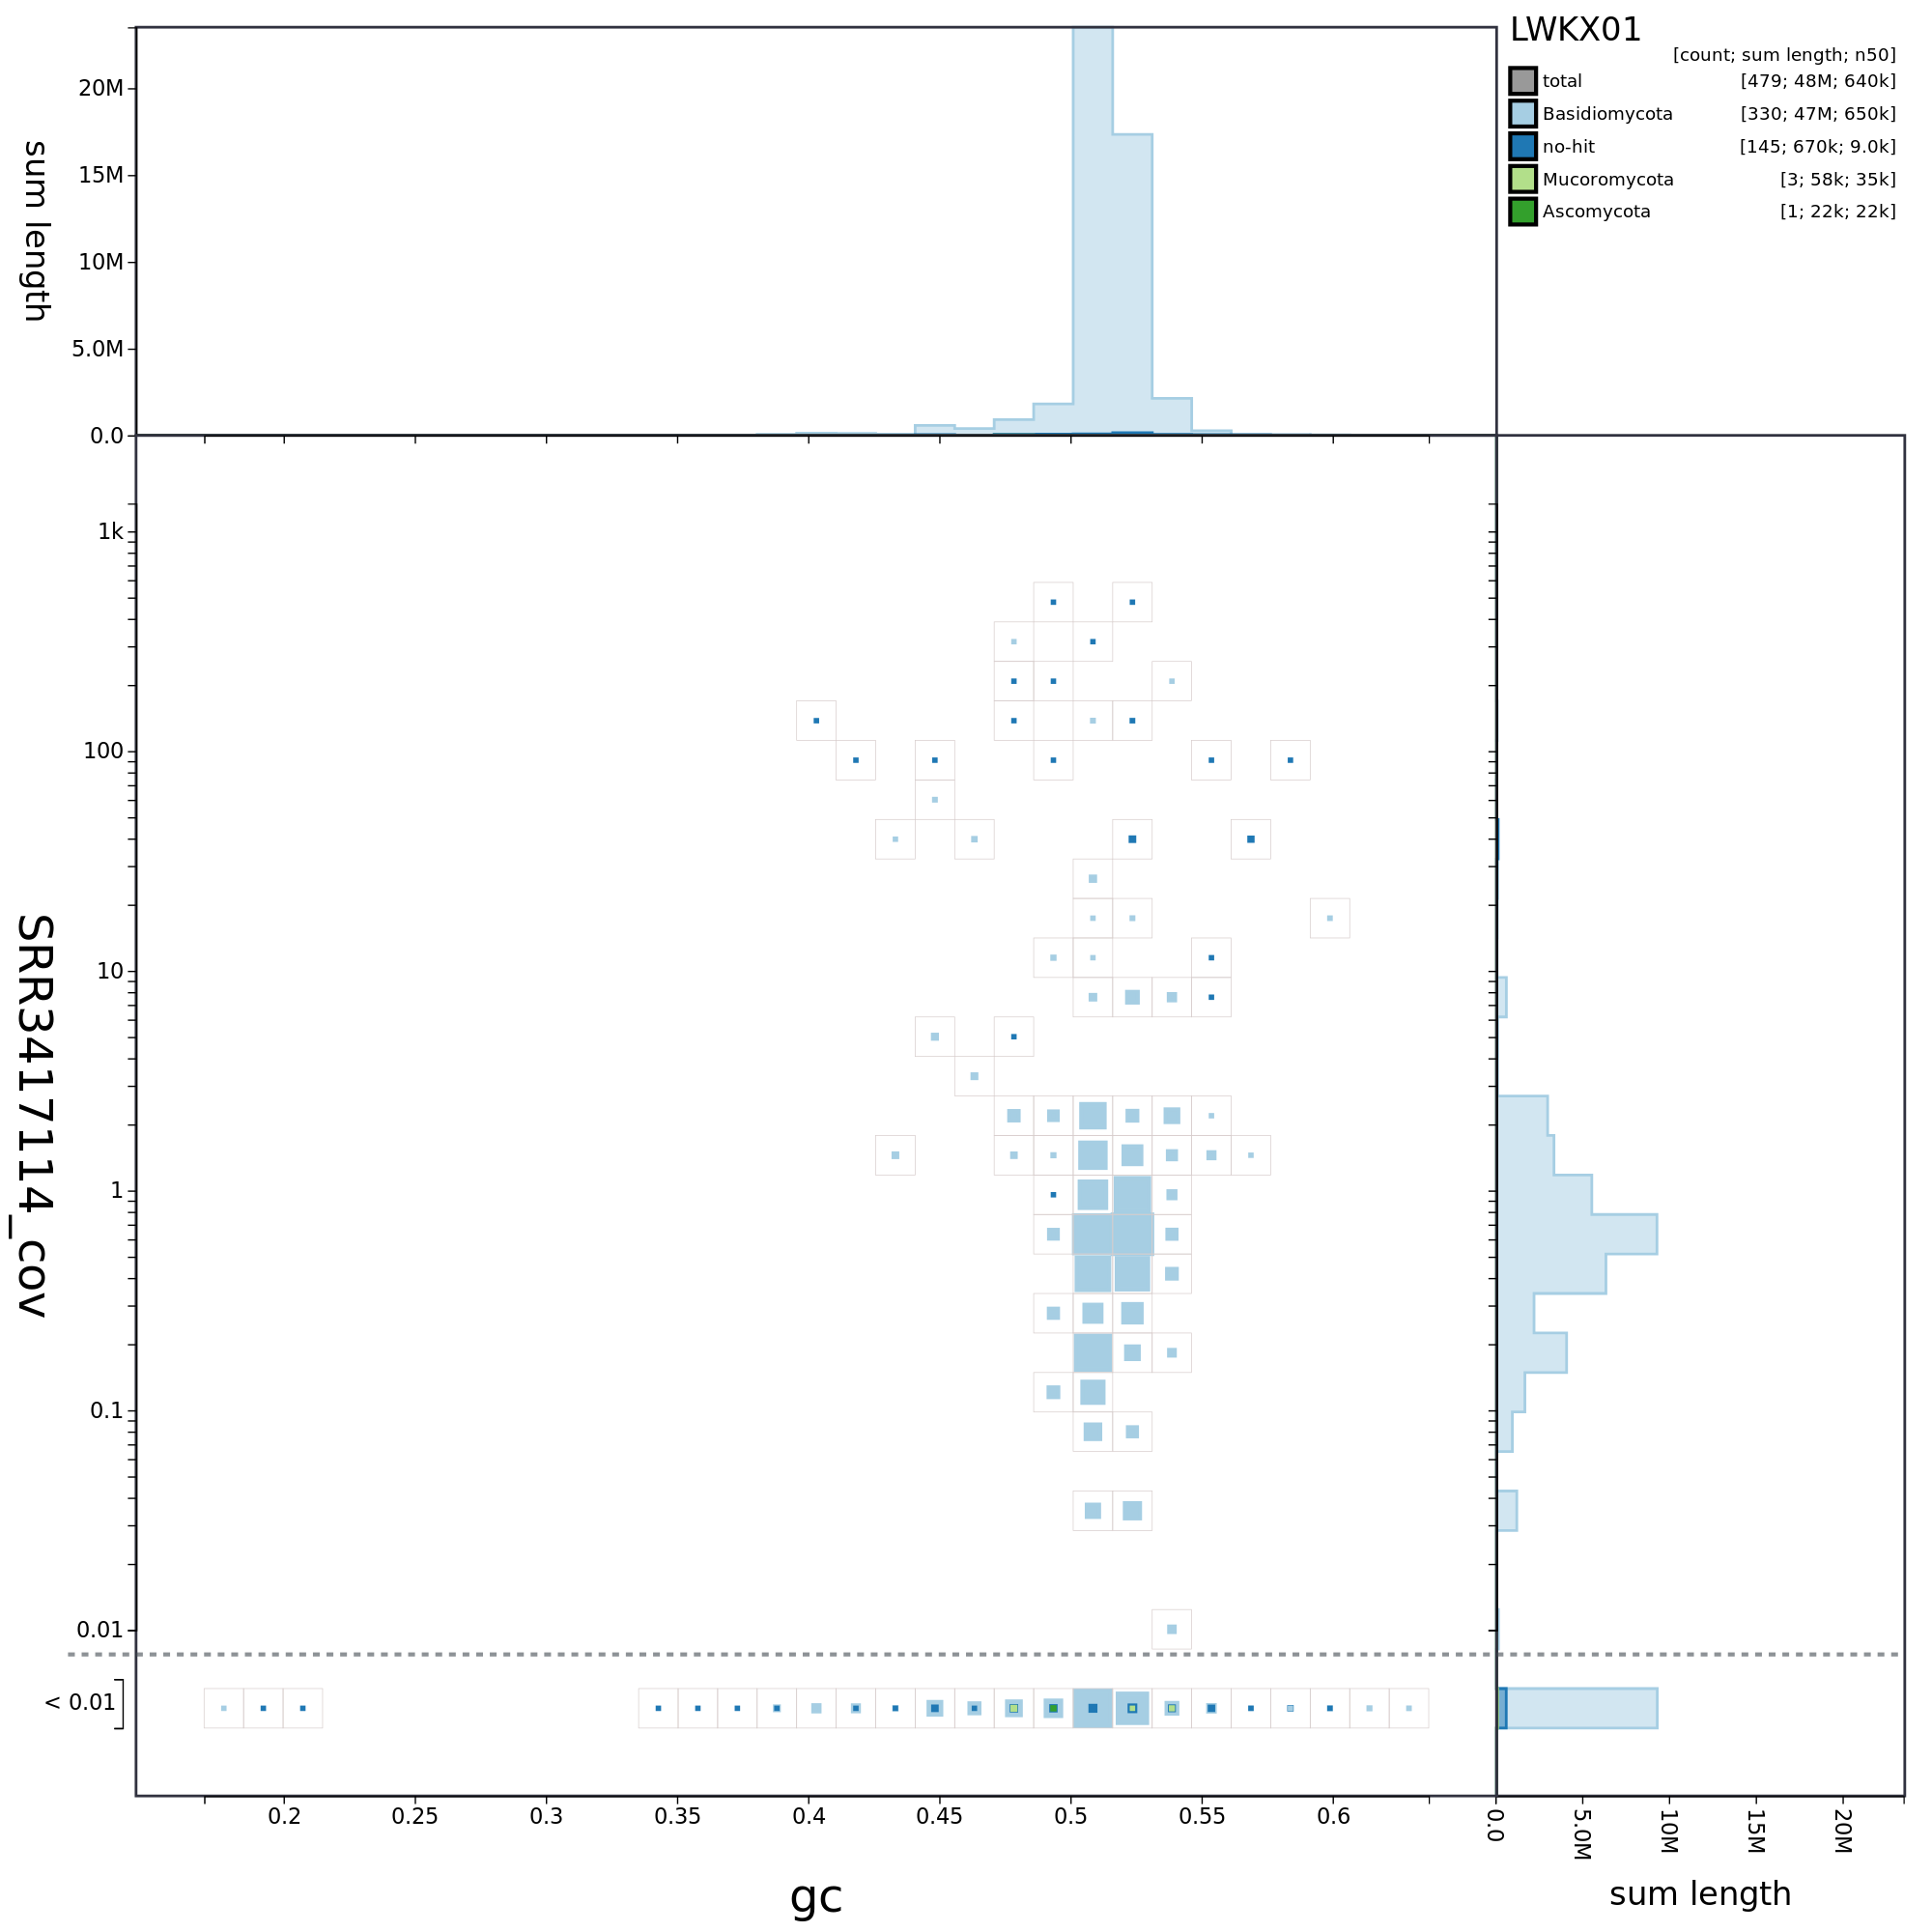 LWKX01
[count; sum length; n50]
total [479; 48M; 640k]
Basidiomycota [330; 47M; 650k]
no-hit [145; 670k; 9.0k]
Mucoromycota [3; 58k; 35k]
Ascomycota [1; 22k; 22k]
sum length
20M
15M
10M
5.0M
0.0
SRR3417114_cov
1k
100
10
1
0.1
0.01
< 0.01
0.2 0.25 0.3 0.35 0.4 0.45 0.5 0.55 0.6
gc
0.0 5.0M 10M 15M 20M
sum length